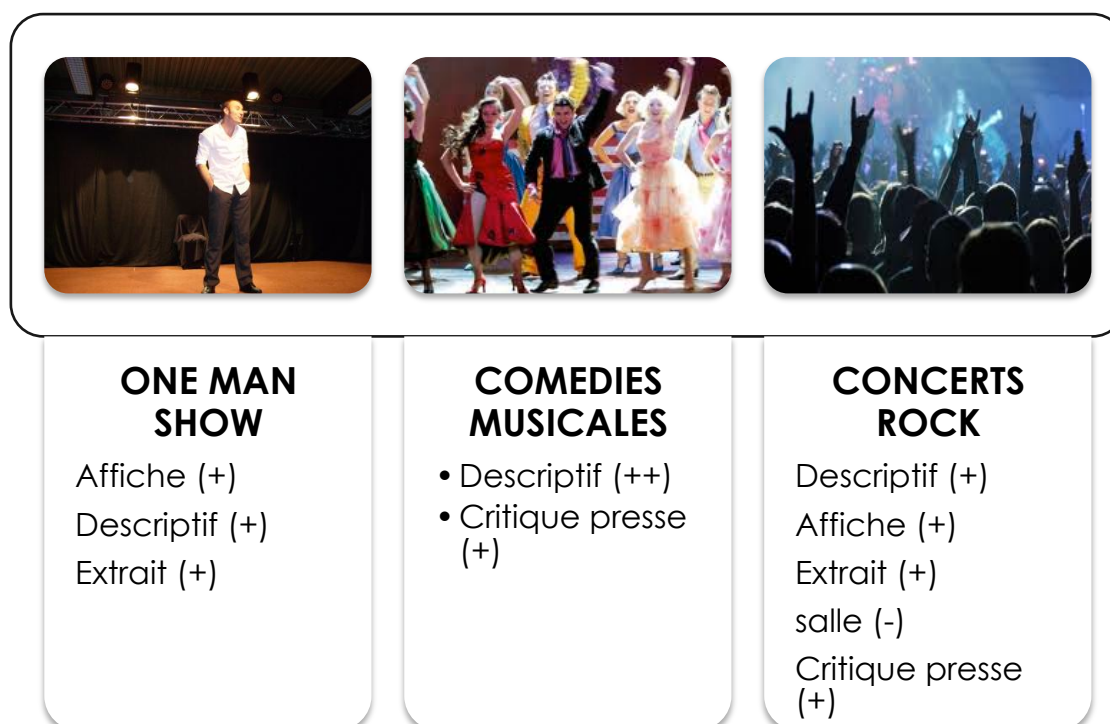 ONE MAN
SHOW
Affiche (+)
Descriptif (+)
Extrait (+)
COMEDIES
MUSICALES
• Descriptif (++)
• Critique presse
(+)
CONCERTS
ROCK
Descriptif (+)
Affiche (+)
Extrait (+)
salle (-)
Critique presse
(+)